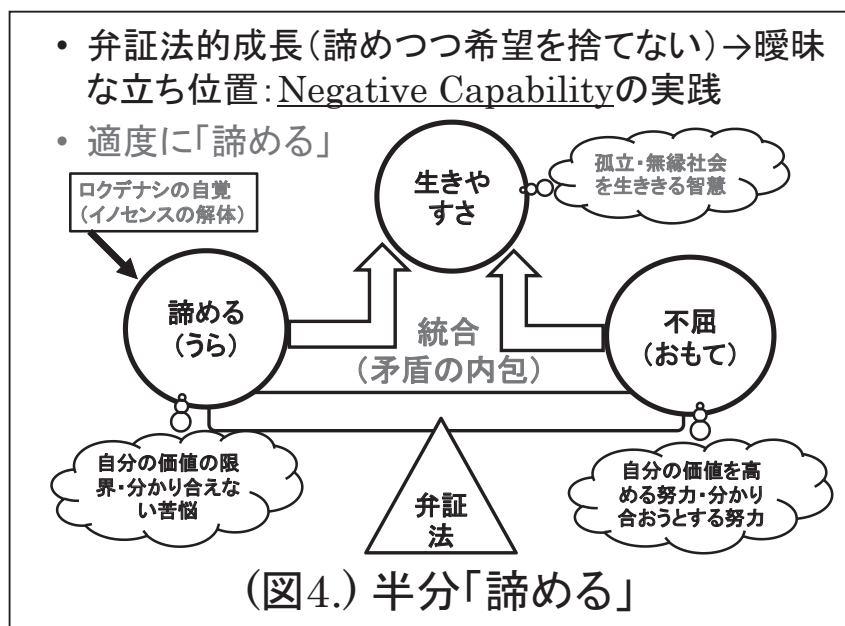 • 弁証法的成長（諦めつつ希望を捨てない）→曖昧
な立ち位置：Negative Capabilityの実践
• 適度に「諦める」
ロクデナシの自覚
（イノセンスの解体）
生きや
すさ
孤立・無縁社会
を生ききる智慧
諦める
（うら）
統合
（矛盾の内包）
不屈
（おもて）
自分の価値の限
界・分かり合えな
い苦悩
弁証
法
自分の価値を高
める努力・分かり
合おうとする努力
(図4.) 半分「諦める」